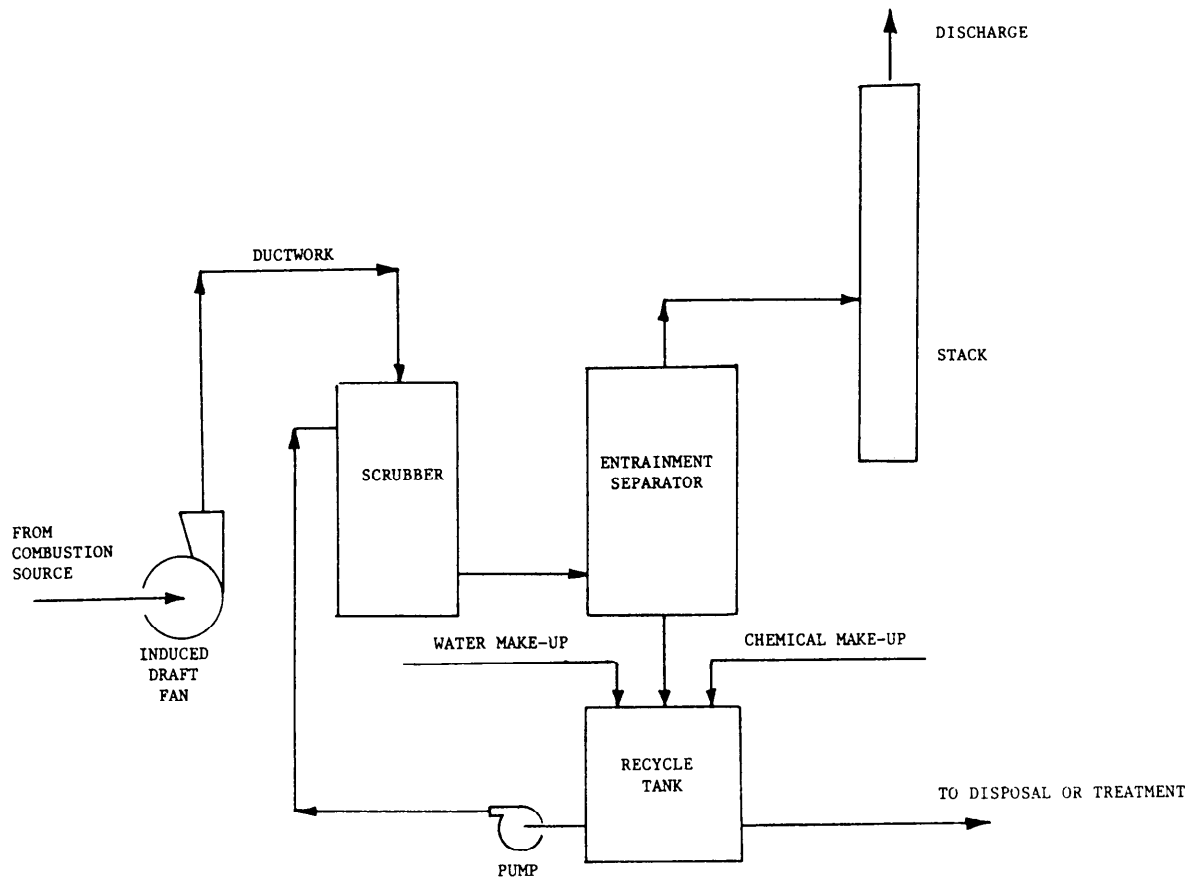 DISCHARGE
DUCTWORK
STACK
SCRUBBER
ENTRAINMENT
SEPARATOR
FROM
COMBUSTION
SOURCE
INDUCED
DRAFT
FAN
WATER MAKE-UP
CHEMICAL MAKE-UP
RECYCLE
TANK
TO DISPOSAL OR TREATMENT
PUMP